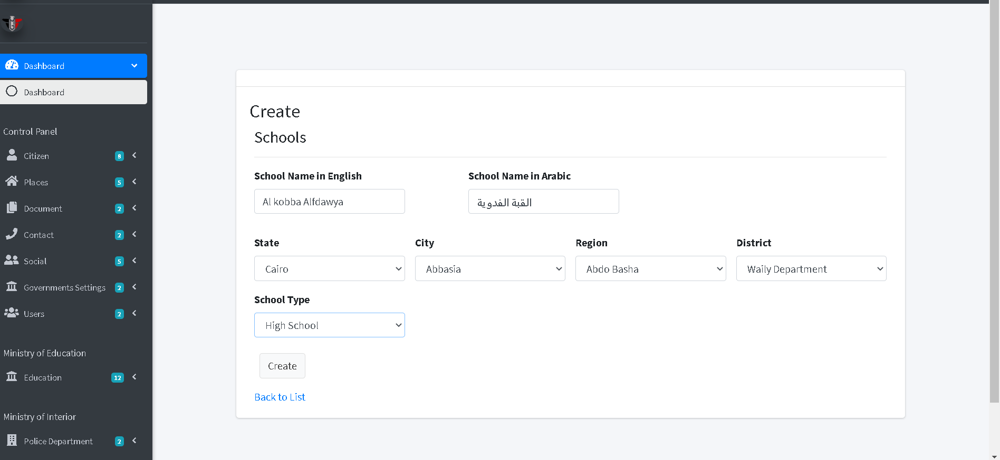 Dashboard
Dashboard
Control Panel
Citizen 8
Places 5
Document 2
Contact 2
Social 5
Governments Settings 2
Users 2
Ministry of Education
Education 12
Ministry of Interior
Police Department 2
Create
Schools
School Name in English School Name in Arabic
Al kobba Alfdawya القبة الفدوية
State City Region District
Cairo Abbasia Abdo Basha Waily Department
School Type
High School
Create
Back to List